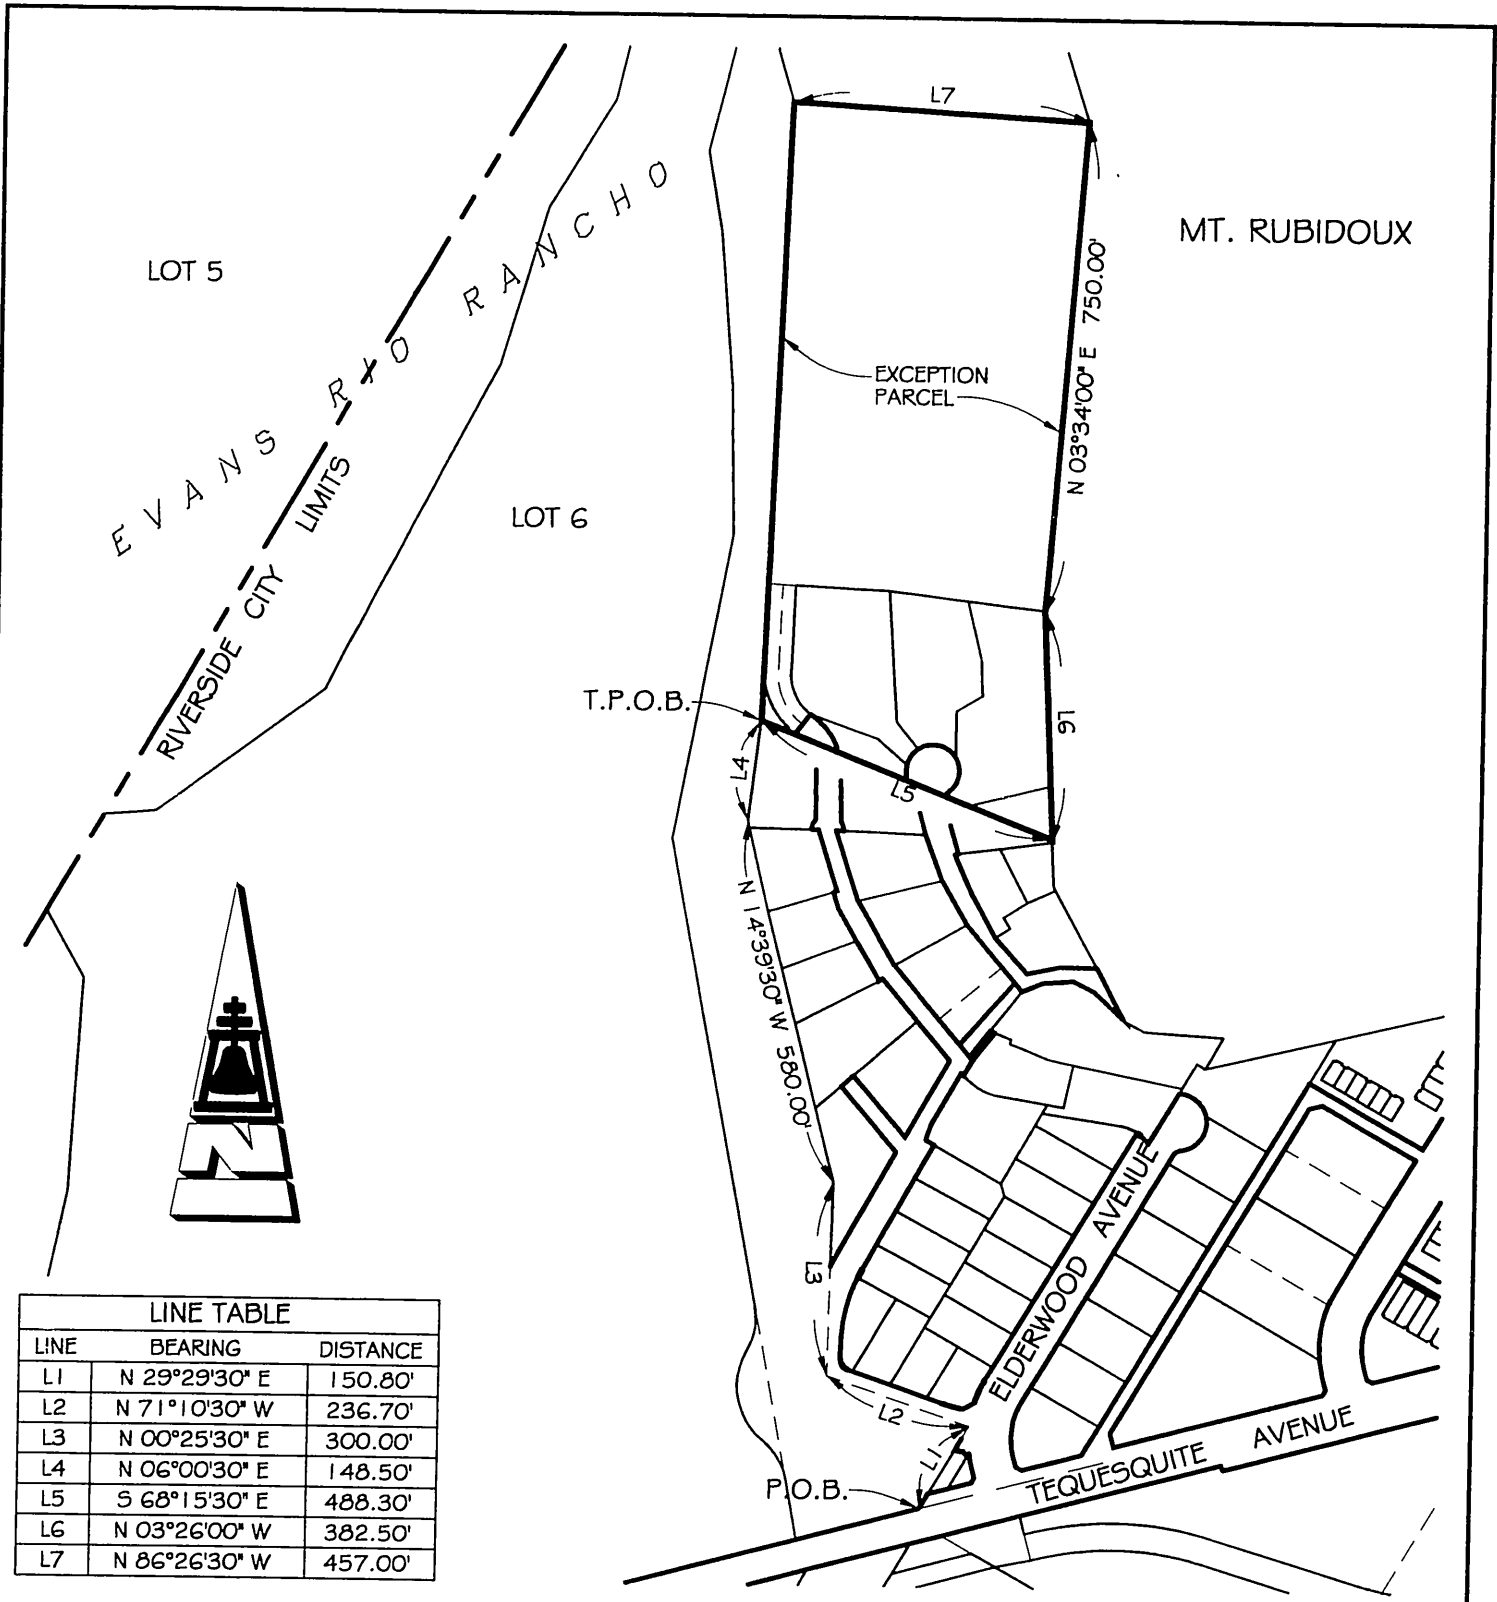 L7
MT. RUBIDOUX
LOT 5
EVANS RIO RANCHO
N 03°34'00" E 750.00'
EXCEPTION
PARCEL
LOT 6
RIVERSIDE CITY LIMITS
T.P.O.B.
L6
L4
L5
N 14°39'30" W 580.00'
N
L3
ELDERWOOD AVENUE
L2
L1
P.O.B.
TEQUESQUITE AVENUE
LINE TABLE
LINE BEARING DISTANCE
L1 N 29°29'30" E 150.80'
L2 N 71°10'30" W 236.70'
L3 N 00°25'30" E 300.00'
L4 N 06°00'30" E 148.50'
L5 S 68°15'30" E 488.30'
L6 N 03°26'00" W 382.50'
L7 N 86°26'30" W 457.00'